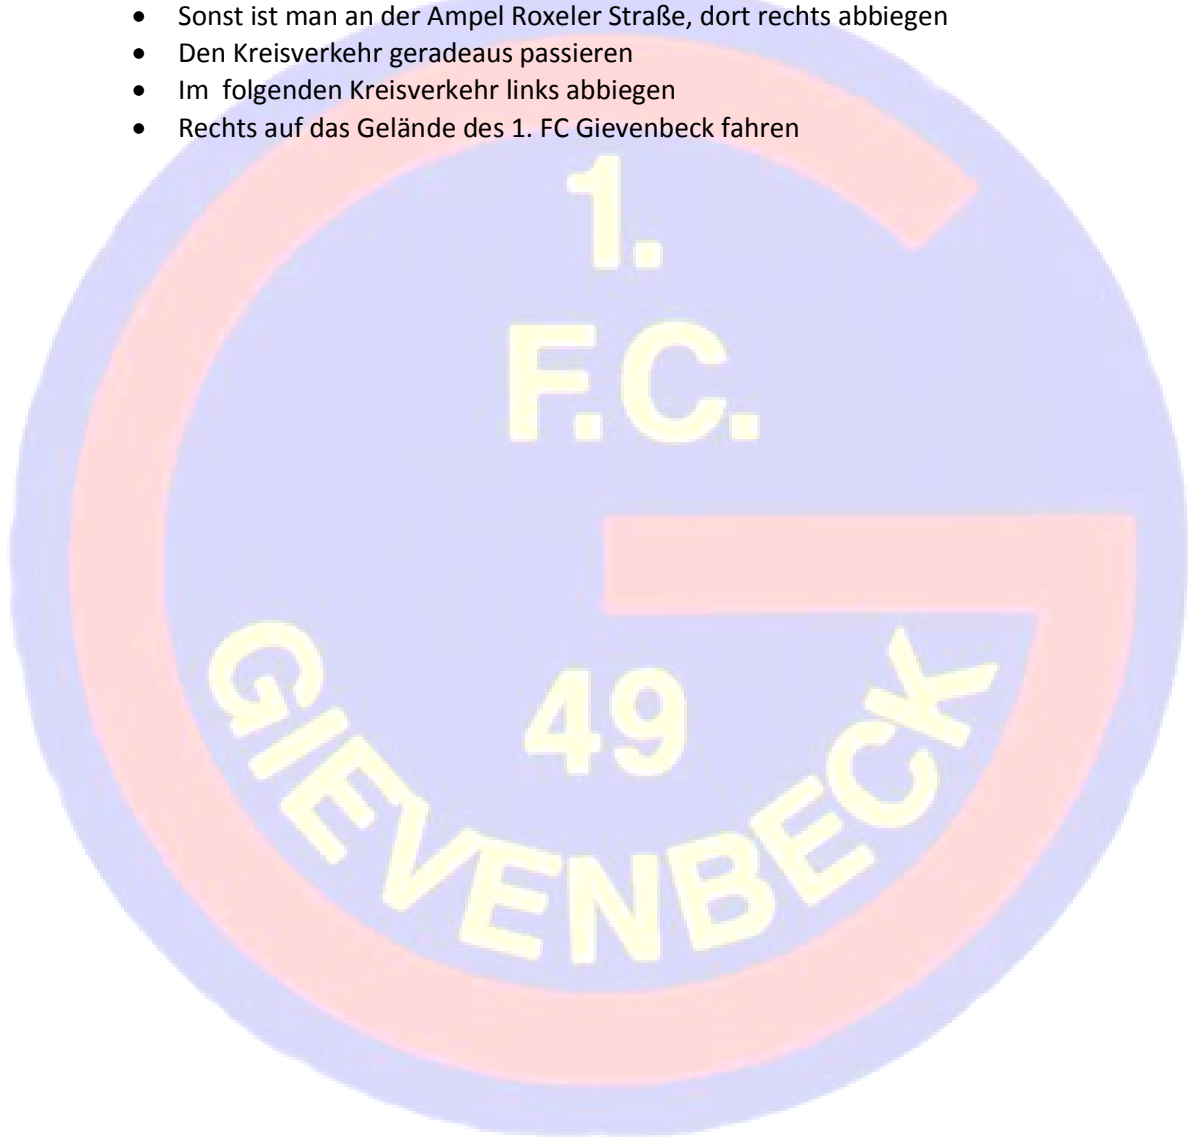 • Sonst ist man an der Ampel Roxeler Straße, dort rechts abbiegen
• Den Kreisverkehr geradeaus passieren
• Im  folgenden Kreisverkehr links abbiegen
• Rechts auf das Gelände des 1. FC Gievenbeck fahren
1.
F.C.
49
GIEVENBECK